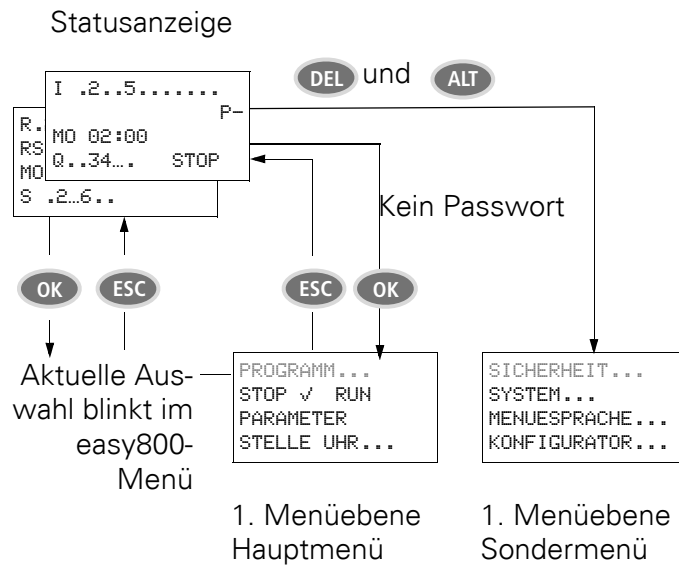 Statusanzeige
DEL und ALT
I .2..5.......
P-
MO 02:00
Q..34…. STOP
R.
RS
MO
S .2…6..
Kein Passwort
OK ESC ESC OK
Aktuelle Aus-
wahl blinkt im
easy800-
Menü
PROGRAMM...
STOP √ RUN
PARAMETER
STELLE UHR...
SICHERHEIT...
SYSTEM...
MENUESPRACHE...
KONFIGURATOR...
1. Menüebene
Hauptmenü
1. Menüebene
Sondermenü